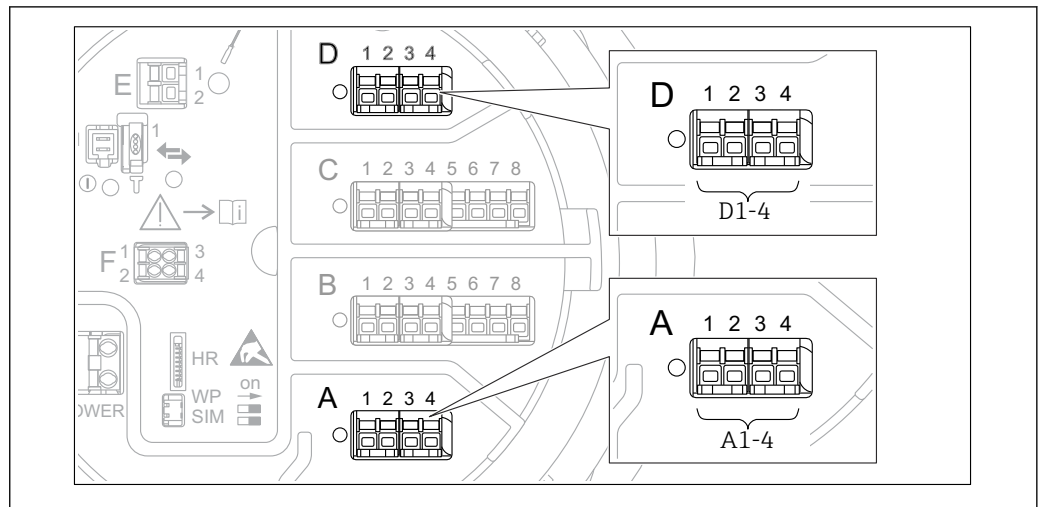 D 1 2 3 4
E 1
2
1
C 1 2 3 4 5 6 7 8
i
F 1 3
2 4
B 1 2 3 4 5 6 7 8
HR
WP on
SIM
OWER
A 1 2 3 4
D 1 2 3 4
D1-4
A 1 2 3 4
A1-4